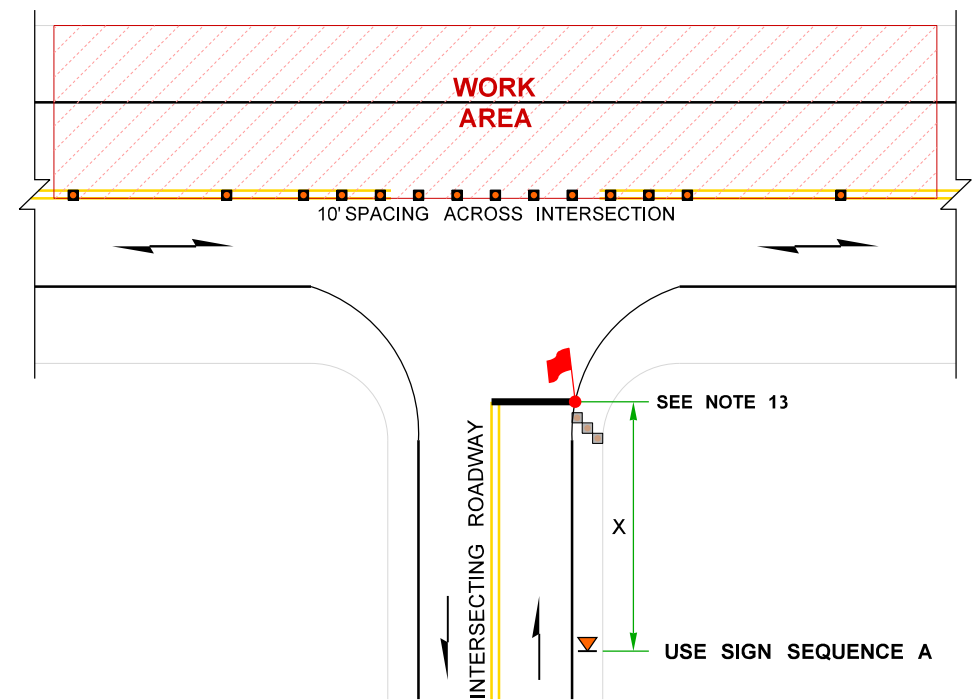 WORK
AREA
10' SPACING ACROSS INTERSECTION
SEE NOTE 13
INTERSECTING ROADWAY
X
USE SIGN SEQUENCE A